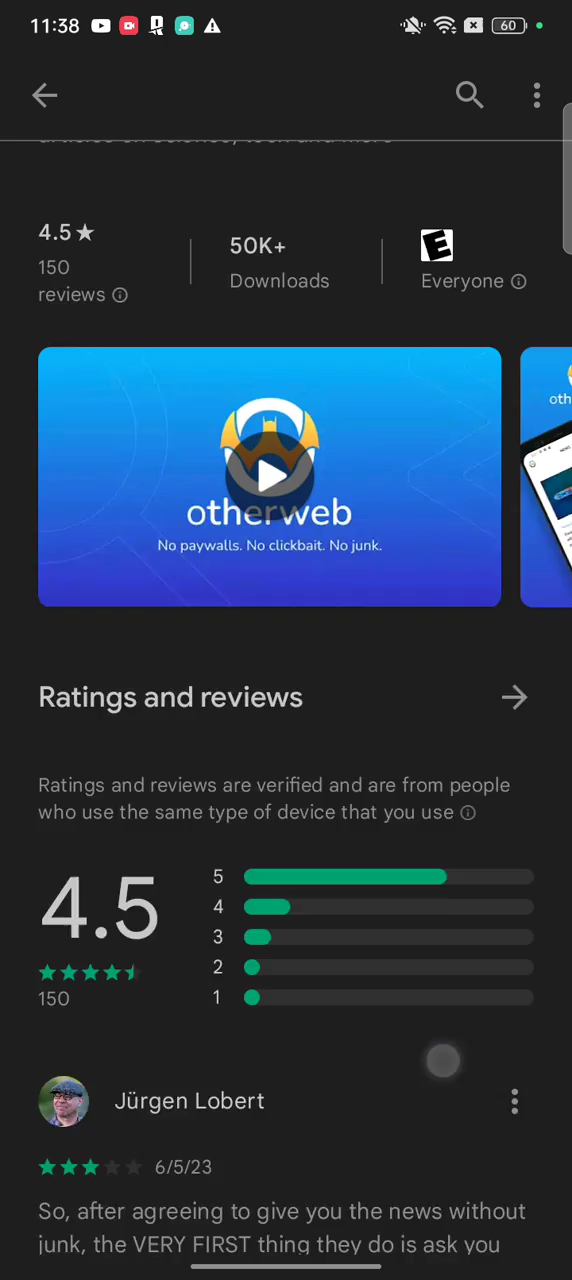 11:38
60
4.5★
150
reviews
50K+
Downloads
E
Everyone
otherweb
No paywalls. No clickbait. No junk.
oth
Ratings and reviews
Ratings and reviews are verified and are from people
who use the same type of device that you use
4.5
150
5
4
3
2
1
Jürgen Lobert
6/5/23
So, after agreeing to give you the news without
junk, the VERY FIRST thing they do is ask you